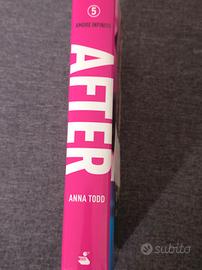 5
AMORE INFINITO
AFTER
ANNA TODD
subito